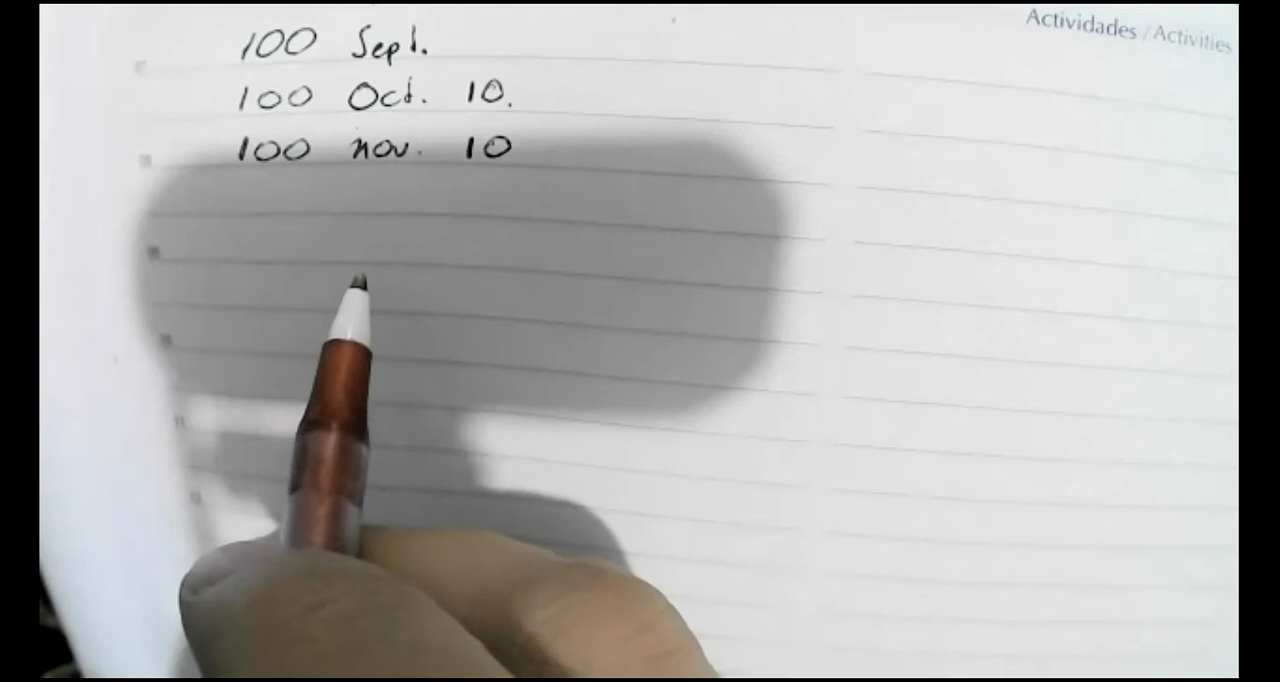 Actividades / Activities
100 Sept.
100 Oct. 10.
100 nov. 10